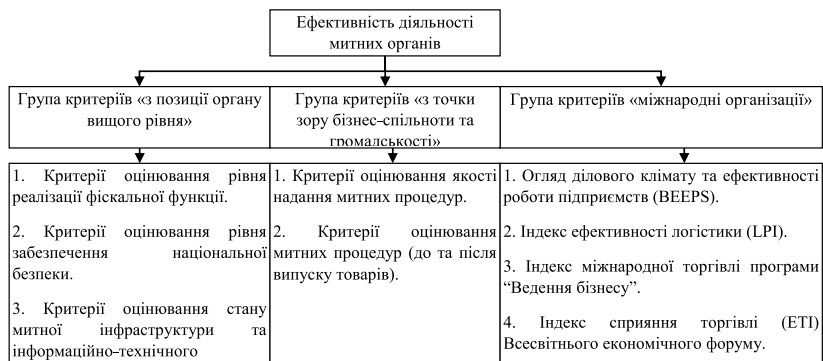 Ефективність діяльності
митних органів
Група критеріїв «з позиції органу
вищого рівня»
Група критеріїв «з точки
зору бізнес-спільноти та
громадськості»
Група критеріїв «міжнародні організації»
1. Критерії оцінювання рівня
реалізації фіскальної функції.
2. Критерії оцінювання рівня
забезпечення національної
безпеки.
3. Критерії оцінювання стану
митної інфраструктури та
інформаційно-технічного
1. Критерії оцінювання якості
надання митних процедур.
2. Критерії оцінювання
митних процедур (до та після
випуску товарів).
1. Огляд ділового клімату та ефективності
роботи підприємств (BEEPS).
2. Індекс ефективності логістики (LPI).
3. Індекс міжнародної торгівлі програми
“Ведення бізнесу”.
4. Індекс сприяння торгівлі (ETI)
Всесвітнього економічного форуму.